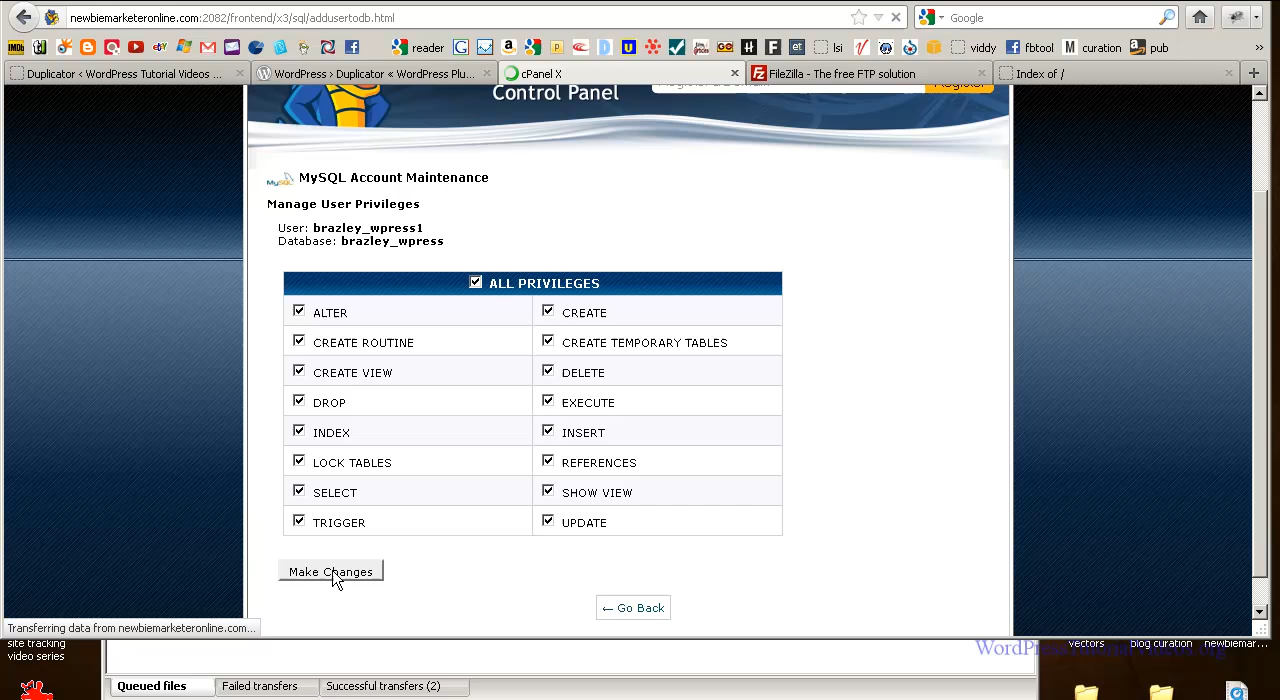 newbiemarketeronline.com:2082/frontend/x3/sql/addusertodb.html
Google
IMDb
reader
lsi
viddy
fbtool
M curation
pub
Duplicator ‹ WordPress Tutorial Videos ...
WordPress › Duplicator « WordPress Plu...
cPanel X
FileZilla - The free FTP solution
Index of /
Control Panel
MySQL Account Maintenance
Manage User Privileges
User: brazley_wpress1
Database: brazley_wpress
ALL PRIVILEGES
ALTER
CREATE
CREATE ROUTINE
CREATE TEMPORARY TABLES
CREATE VIEW
DELETE
DROP
EXECUTE
INDEX
INSERT
LOCK TABLES
REFERENCES
SELECT
SHOW VIEW
TRIGGER
UPDATE
Make Changes
← Go Back
Transferring data from newbiemarketeronline.com...
site tracking
video series
vectors
blog curation
newbiemar...
Queued files
Failed transfers
Successful transfers (2)